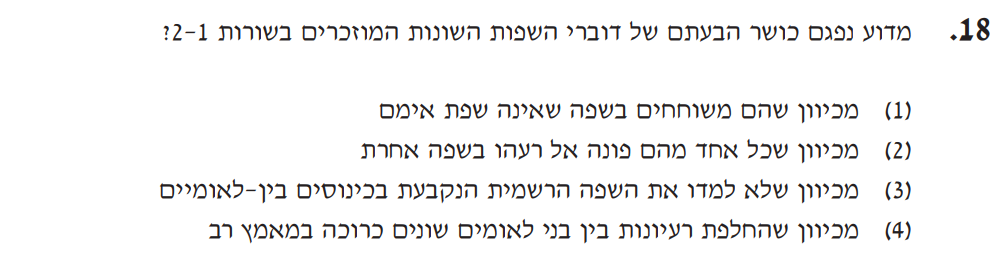 18. מדוע נפגם כושר הבעתם של דוברי השפות השונות המוזכרים בשורות 2-1?
(1) מכיוון שהם משוחחים בשפה שאינה שפת אימם
(2) מכיוון שכל אחד מהם פונה אל רעהו בשפה אחרת
(3) מכיוון שלא למדו את השפה הרשמית הנקבעת בכינוסים בין-לאומיים
(4) מכיוון שהחלפת רעיונות בין בני לאומים שונים כרוכה במאמץ רב